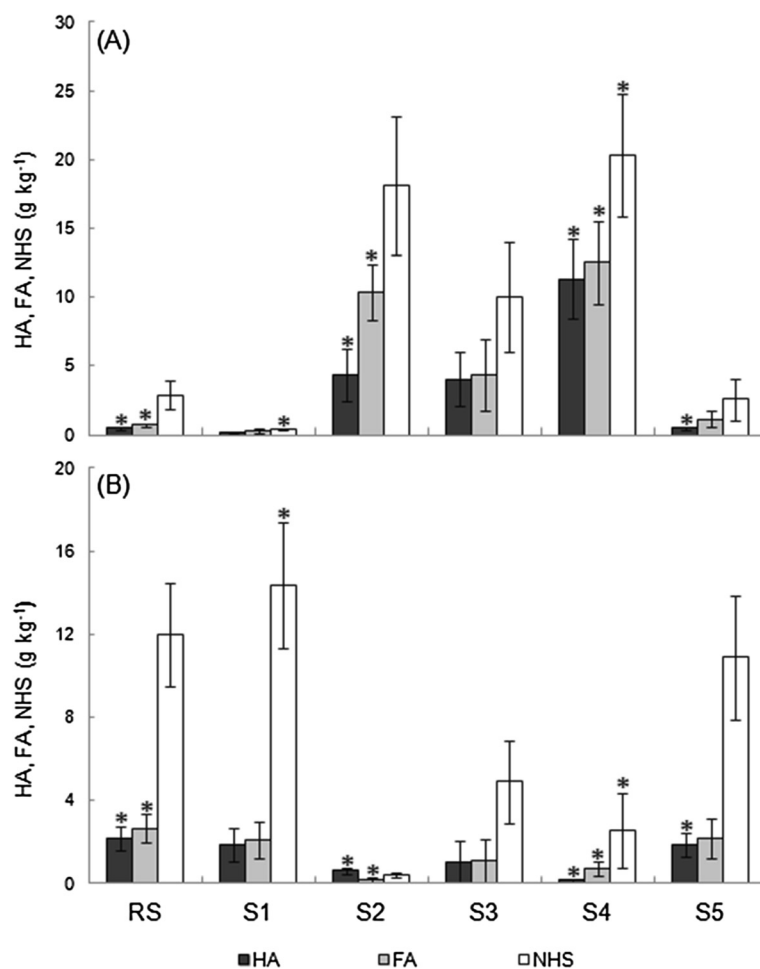 (A)
HA, FA, NHS (g kg⁻¹)
30
25
20
15
10
5
0
* * * * * * * * *
(B)
HA, FA, NHS (g kg⁻¹)
20
16
12
8
4
0
* * * * * * * * *
RS S1 S2 S3 S4 S5
HA FA NHS